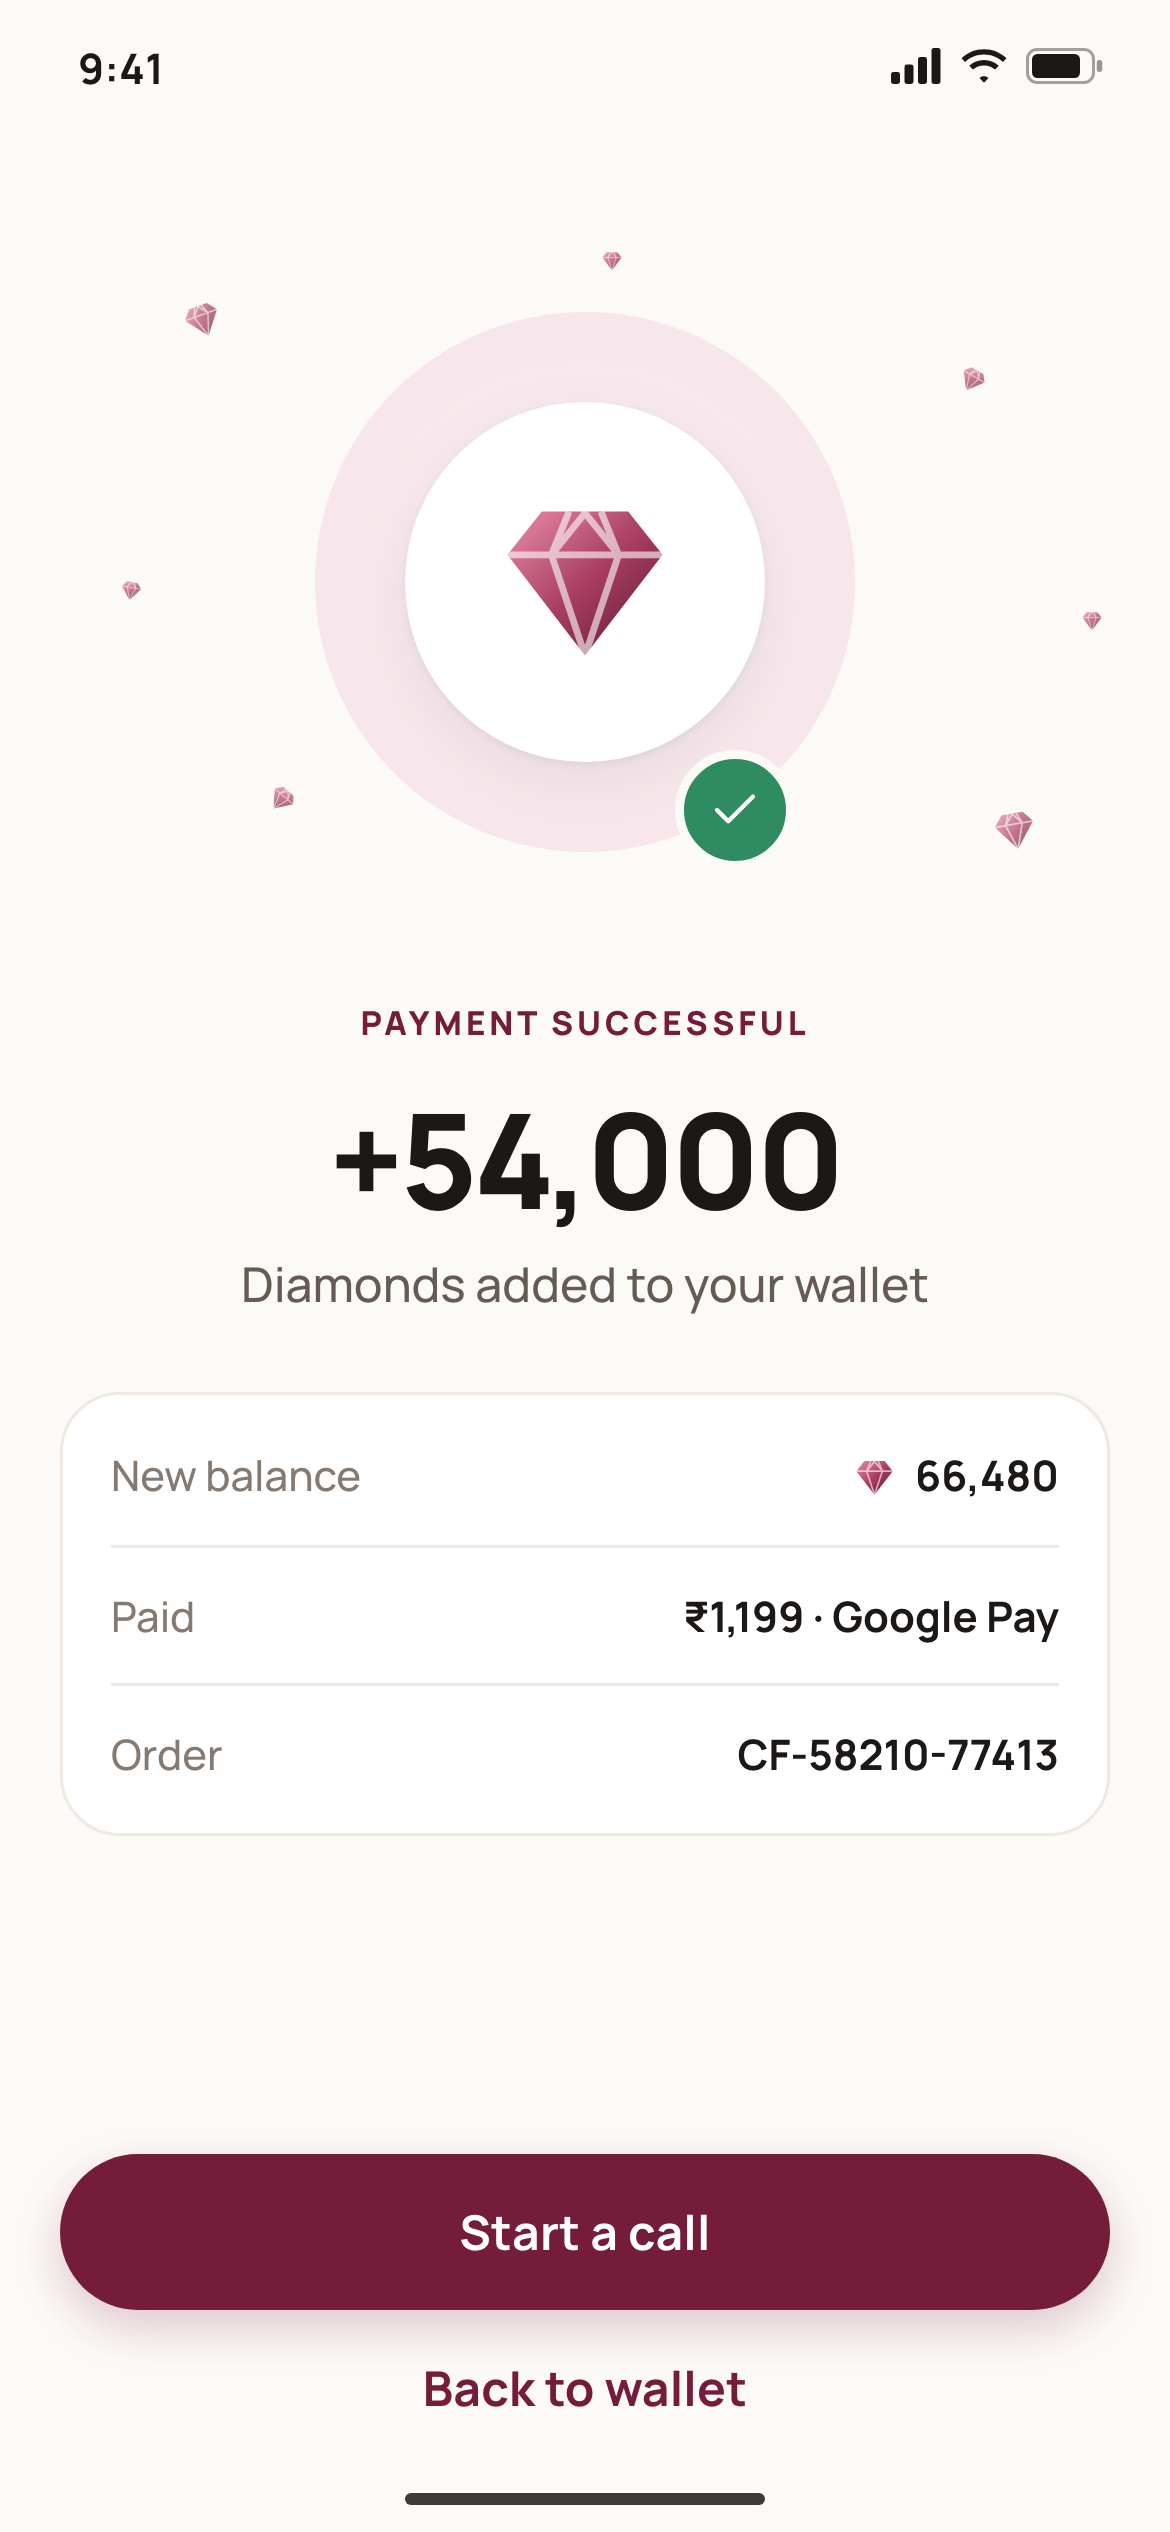 9:41
PAYMENT SUCCESSFUL
+54,000
Diamonds added to your wallet
New balance 66,480
Paid ₹1,199 · Google Pay
Order CF-58210-77413
Start a call
Back to wallet